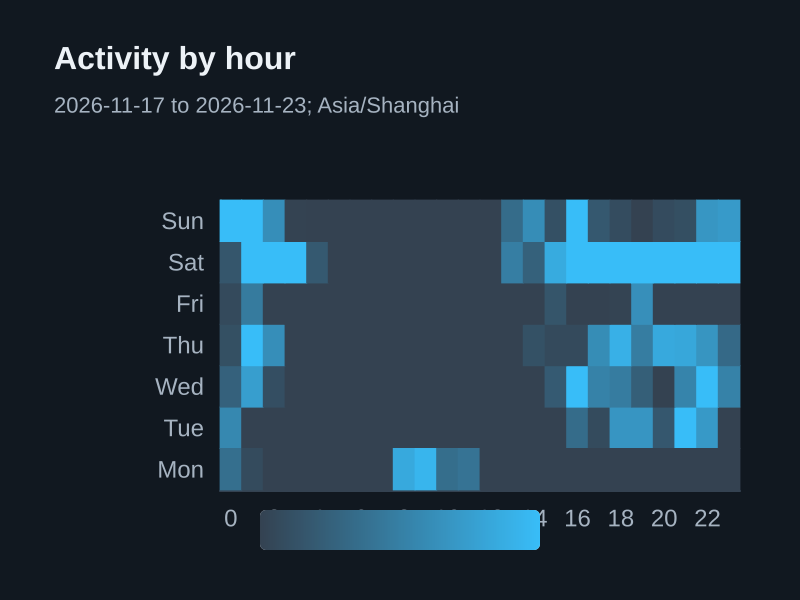 Activity by hour
2026-11-17 to 2026-11-23; Asia/Shanghai
Sun
Sat
Fri
Thu
Wed
Tue
Mon
0 16 18 20 22